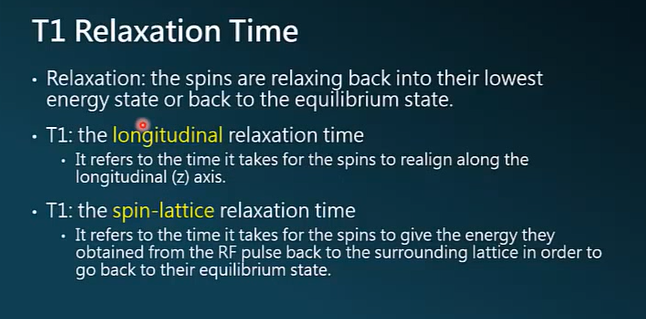 T1 Relaxation Time
• Relaxation: the spins are relaxing back into their lowest
energy state or back to the equilibrium state.
• T1: the longitudinal relaxation time
• It refers to the time it takes for the spins to realign along the
longitudinal (z) axis.
• T1: the spin-lattice relaxation time
• It refers to the time it takes for the spins to give the energy they
obtained from the RF pulse back to the surrounding lattice in order to
go back to their equilibrium state.